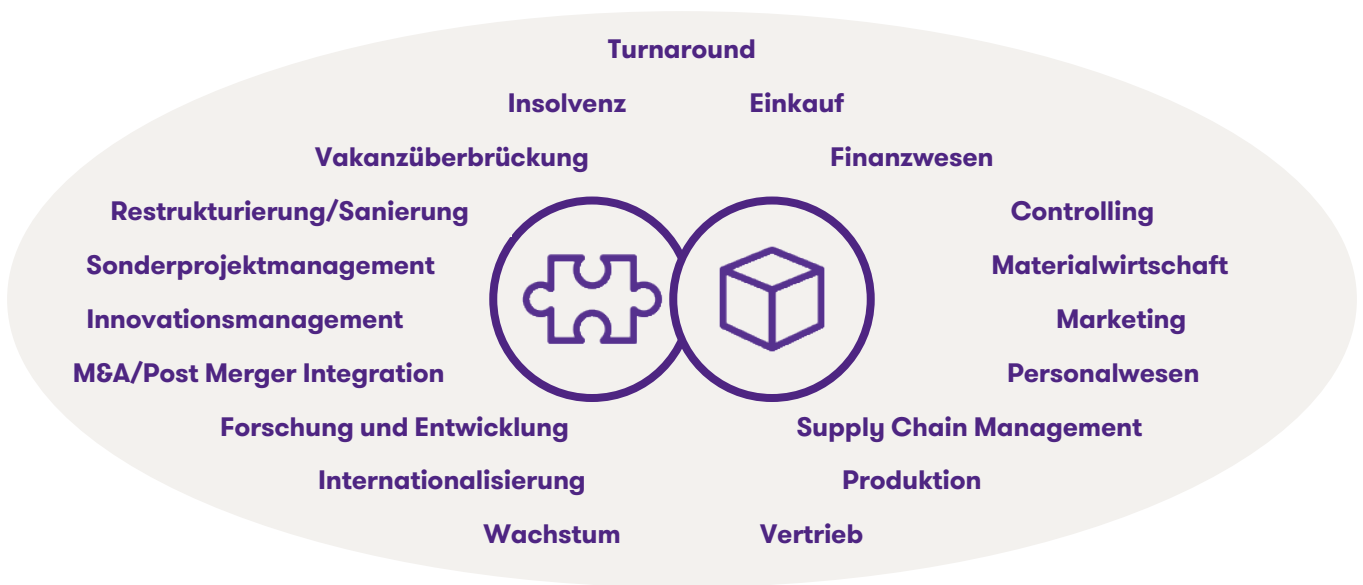 Turnaround
Insolvenz Einkauf
Vakanzüberbrückung Finanzwesen
Restrukturierung/Sanierung Controlling
Sonderprojektmanagement Materialwirtschaft
Innovationsmanagement Marketing
M&A/Post Merger Integration Personalwesen
Forschung und Entwicklung Supply Chain Management
Internationalisierung Produktion
Wachstum Vertrieb